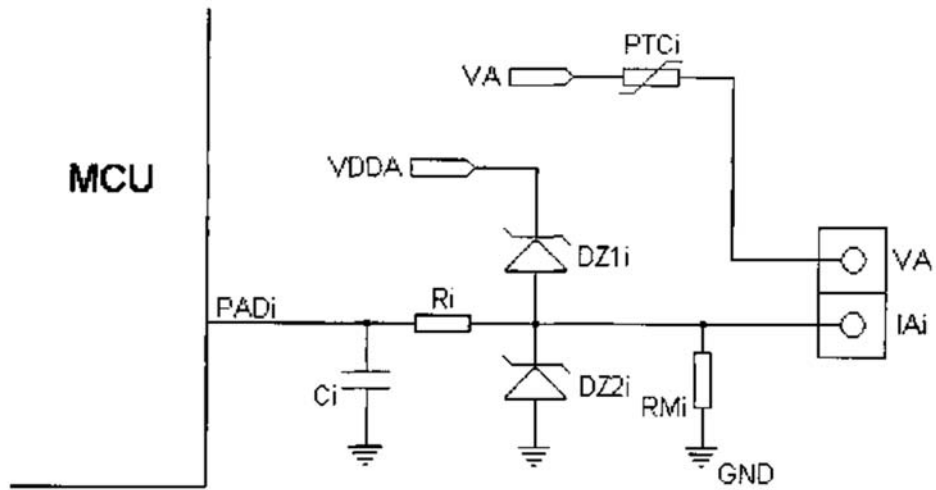 PTCi
VA
MCU
VDDA
DZ1i
VA
PADi
Ri
IAi
Ci
DZ2i
RMi
GND